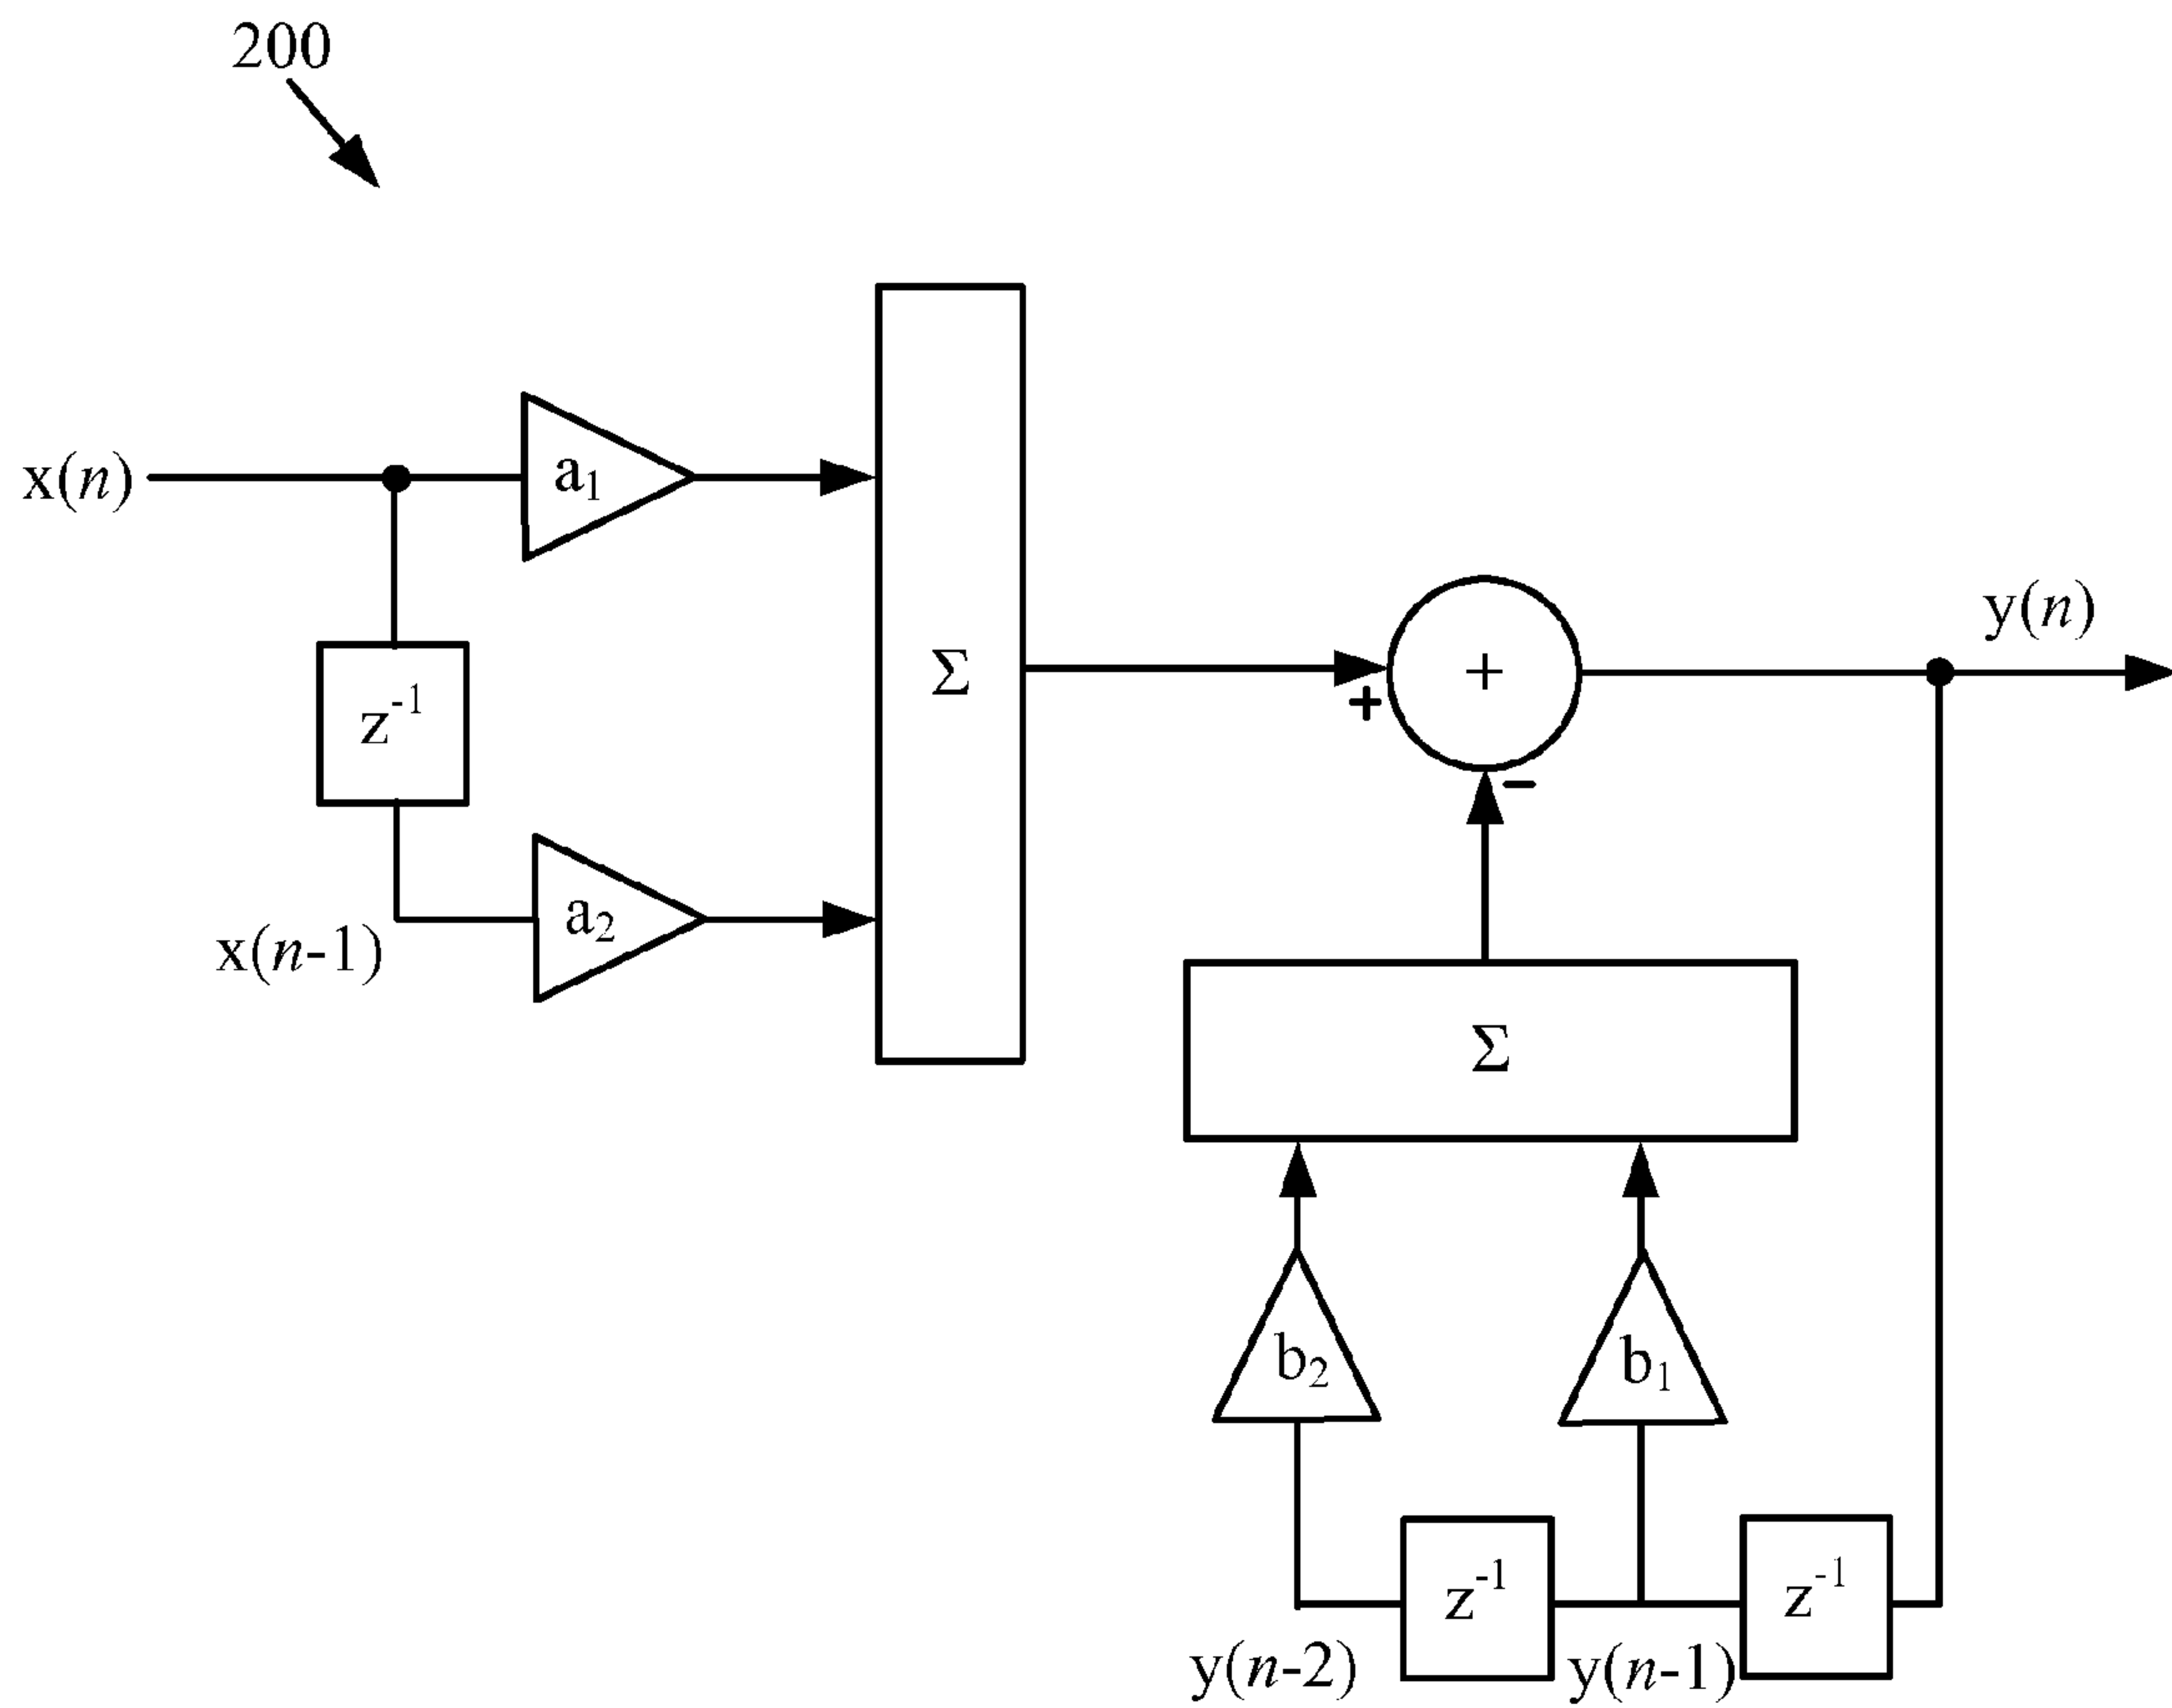 200
x(n)
a₁
z⁻¹
x(n-1)
a₂
Σ
+
+
−
y(n)
Σ
b₂
b₁
z⁻¹
z⁻¹
y(n-2)
y(n-1)